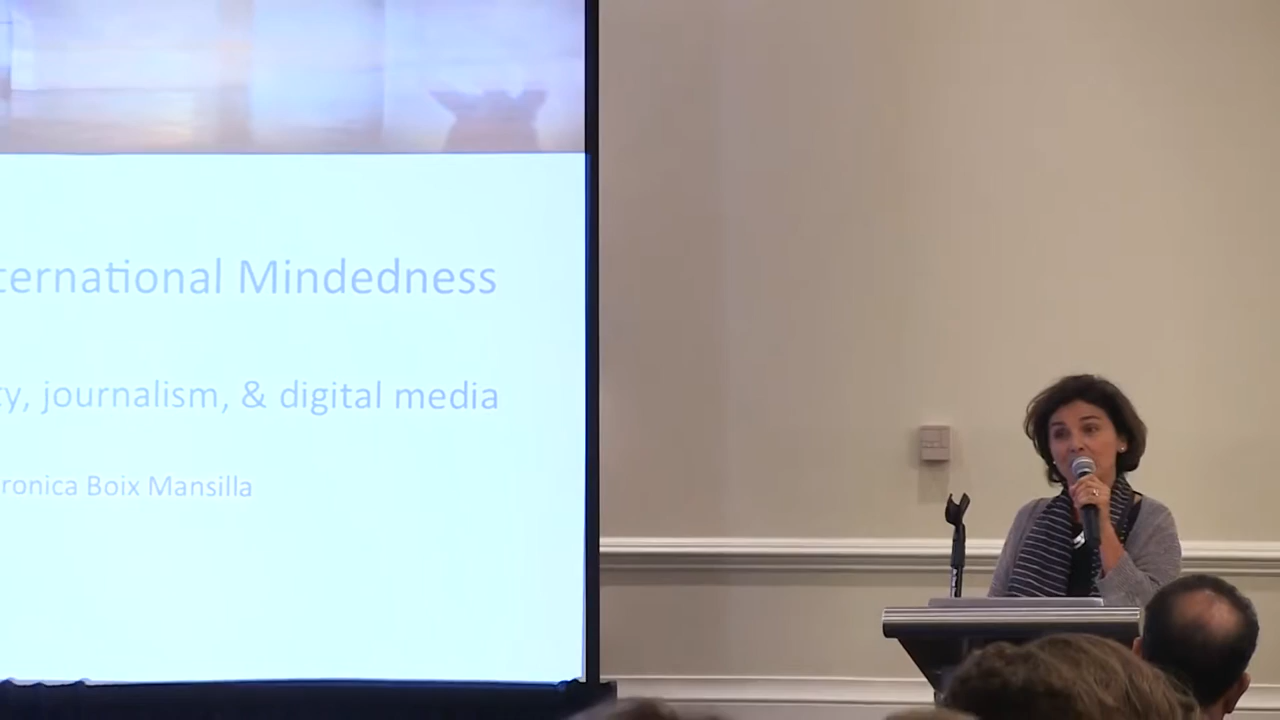 ternational Mindedness
ty, journalism, & digital media
ronica Boix Mansilla